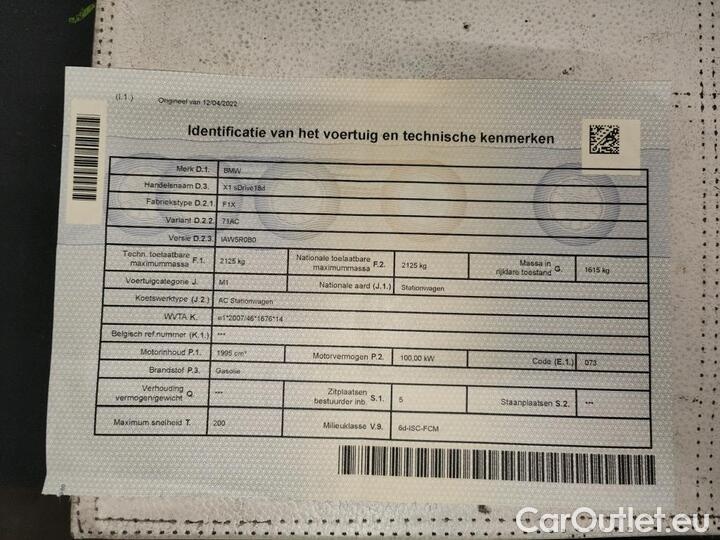 (I.1.) Origineel van 12/04/2022
Identificatie van het voertuig en technische kenmerken
Merk D.1. BMW
Handelsnaam D.3. X1 sDrive18d
Fabriekstype D.2.1. F1X
Variant D.2.2. 71AC
Versie D.2.3. IAW5R0B0
Techn. toelaatbare maximummassa F.1. 2125 kg Nationale toelaatbare maximummassa F.2. 2125 kg Massa in rijklare toestand G. 1615 kg
Voertuigcategorie J. M1 Nationale aard (J.1.) Stationwagen
Koetswerktype (J.2.) AC Stationwagen
WVTA K. e1*2007/46*1676*14
Belgisch ref.nummer (K.1.) ***
Motorinhoud P.1. 1995 cm³ Motorvermogen P.2. 100,00 kW Code (E.1.) 073
Brandstof P.3. Gasolie
Verhouding vermogen/gewicht Q. *** Zitplaatsen bestuurder inb. S.1. 5 Staanplaatsen S.2. ***
Maximum snelheid T. 200 Milieuklasse V.9. 6d-ISC-FCM
CarOutlet.eu